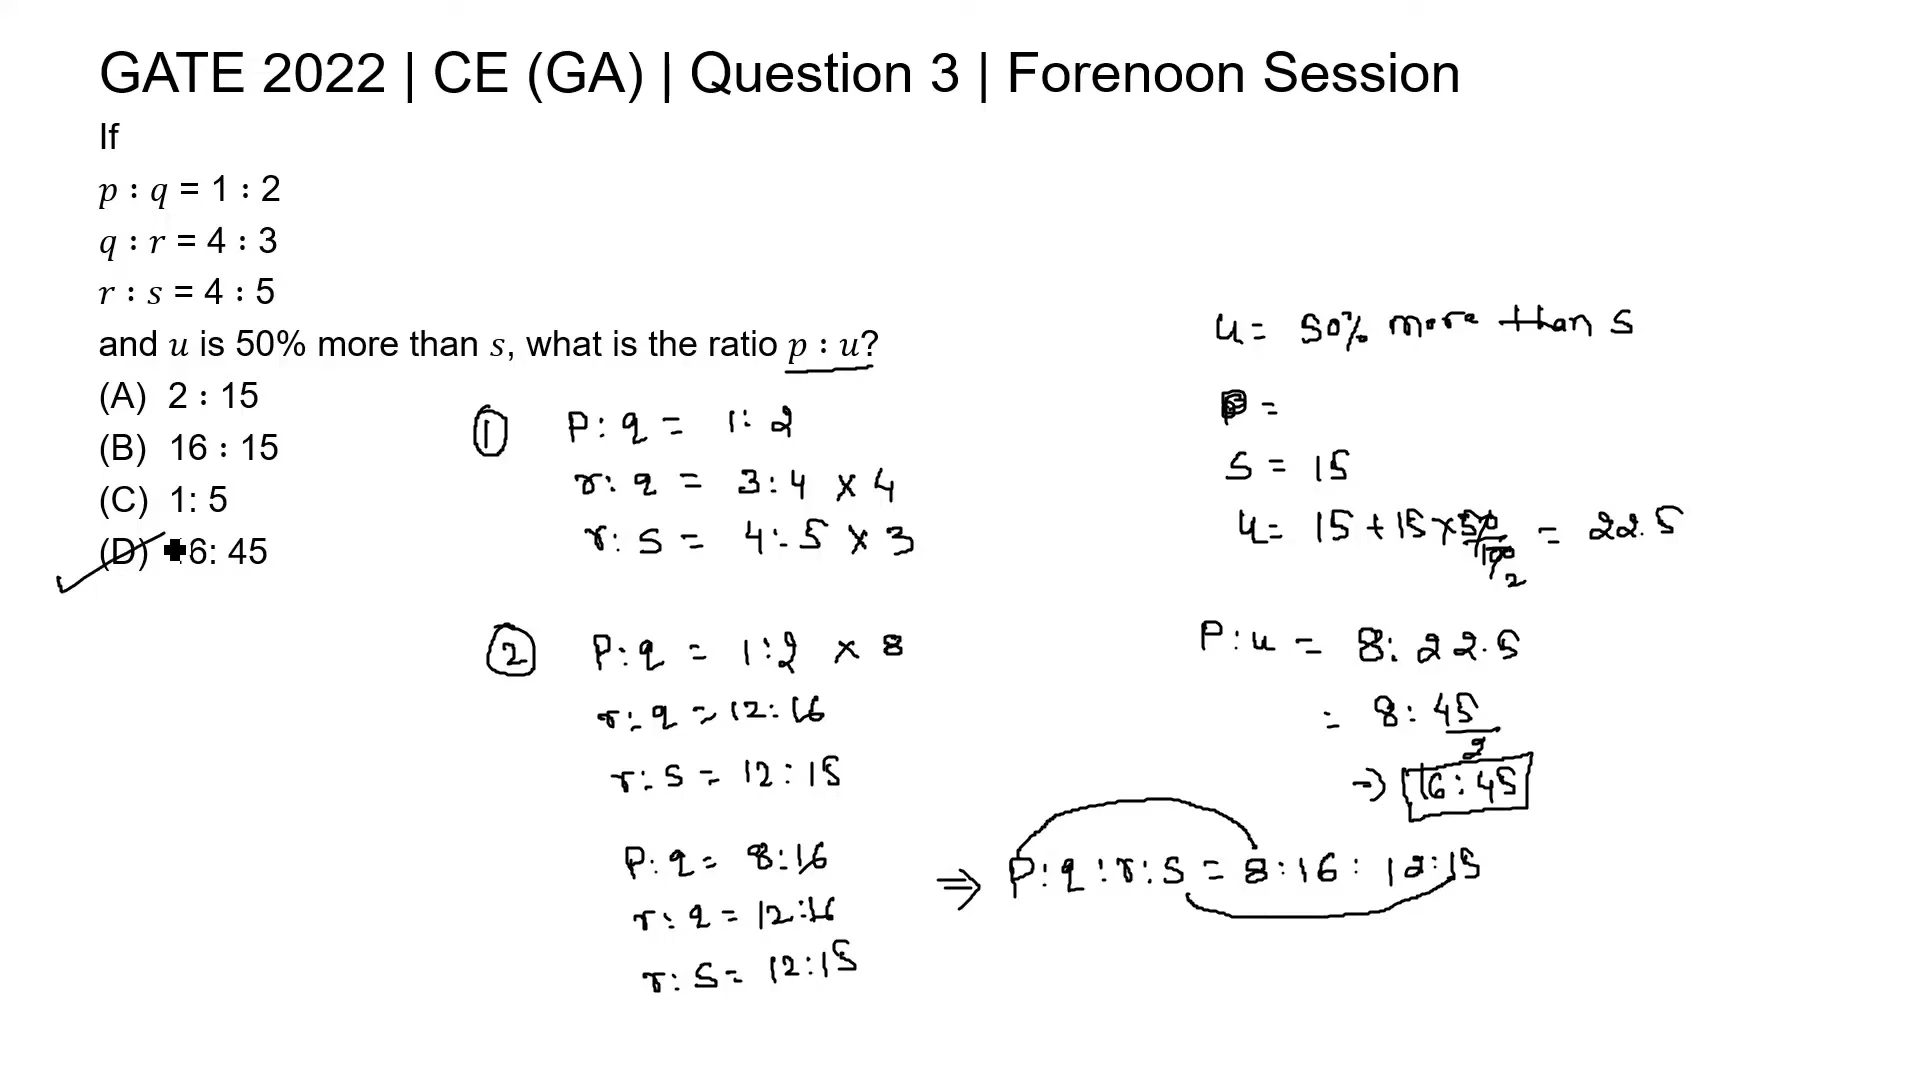 GATE 2022 | CE (GA) | Question 3 | Forenoon Session
If
p : q = 1 : 2
q : r = 4 : 3
r : s = 4 : 5
and u is 50% more than s, what is the ratio p : u?
(A) 2 : 15
(B) 16 : 15
(C) 1: 5
(D) 6: 45
1 P: q = 1: 2
r: q = 3:4 x 4
r: s = 4:5 x 3
2 P: q = 1:2 x 8
r: q = 12:16
r: s = 12:15
P: q = 8:16
r: q = 12:16
r: s = 12:15
u = 50% more than s
=
s = 15
u = 15 + 15 x 50/100 2 = 22.5
P:u = 8: 22.5
= 8: 45/2
→ 16:45
⇒ P: q : r: s = 8:16: 12:15